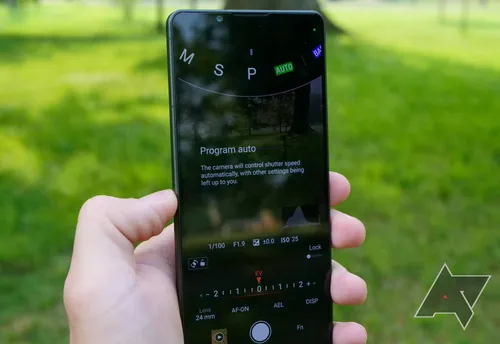 M S P AUTO BA
Program auto
The camera will control shutter speed
automatically, with other settings being
left up to you.
1/100 F1.9 ±0.0 ISO 25
Lock
EV
- 2 1 1 0 1 1 2 +
Lens
24 mm
AF-ON AEL DISP
Fn